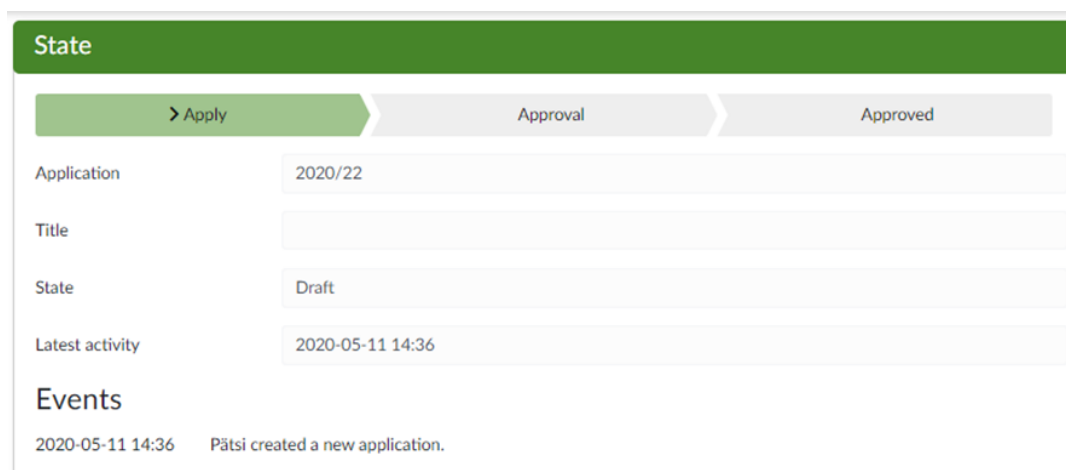 State
Apply Approval Approved
Application 2020/22
Title
State Draft
Latest activity 2020-05-11 14:36
Events
2020-05-11 14:36 Pätsi created a new application.